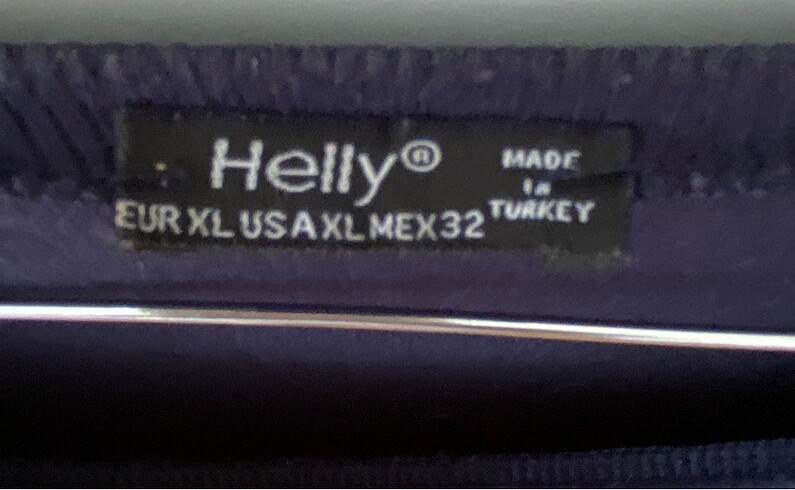 Helly®
EUR XL USA XL MEX 32
MADE
in
TURKEY